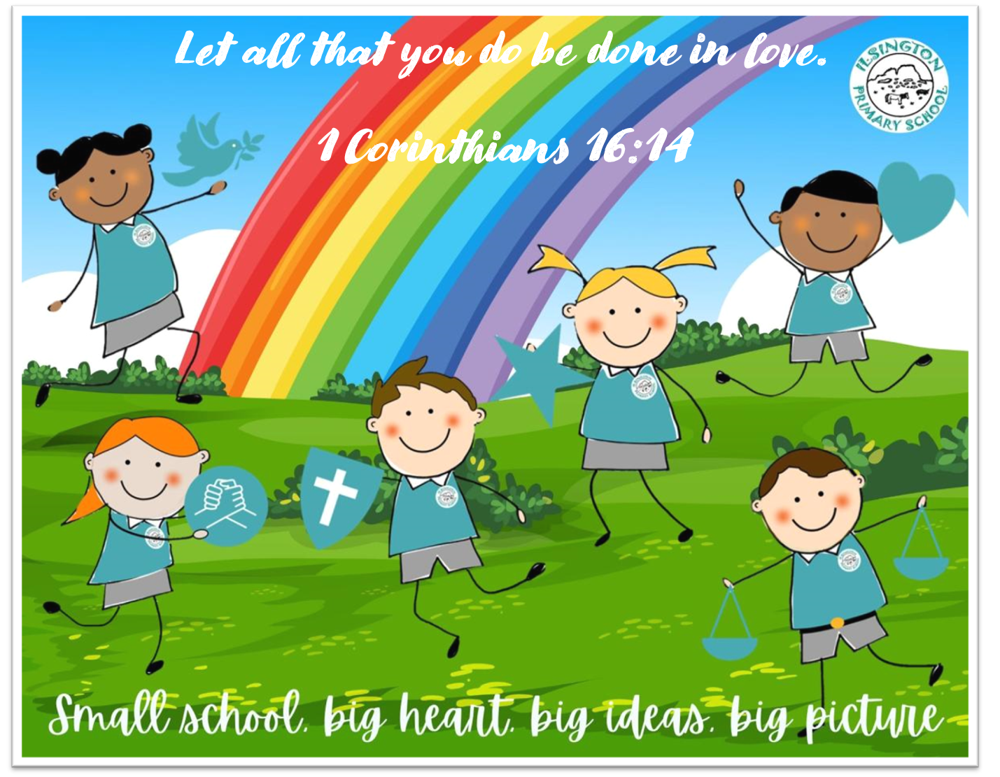 Let all that you do be done in love.
ILSINGTON
PRIMARY SCHOOL
1 Corinthians 16:14
Small school, big heart, big ideas, big picture